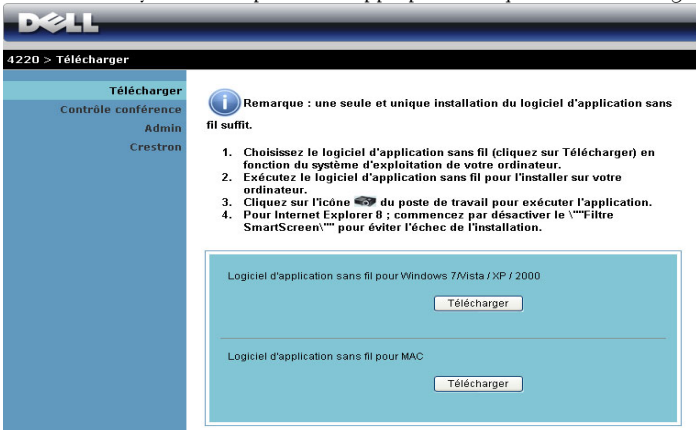 DELL
4220 > Télécharger
Télécharger
Contrôle conférence
Admin
Crestron
Remarque : une seule et unique installation du logiciel d'application sans
fil suffit.
1. Choisissez le logiciel d'application sans fil (cliquez sur Télécharger) en
fonction du système d'exploitation de votre ordinateur.
2. Exécutez le logiciel d'application sans fil pour l'installer sur votre
ordinateur.
3. Cliquez sur l'icône du poste de travail pour exécuter l'application.
4. Pour Internet Explorer 8 ; commencez par désactiver le \""Filtre
SmartScreen\"" pour éviter l'échec de l'installation.
Logiciel d'application sans fil pour Windows 7/Vista / XP / 2000
Télécharger
Logiciel d'application sans fil pour MAC
Télécharger